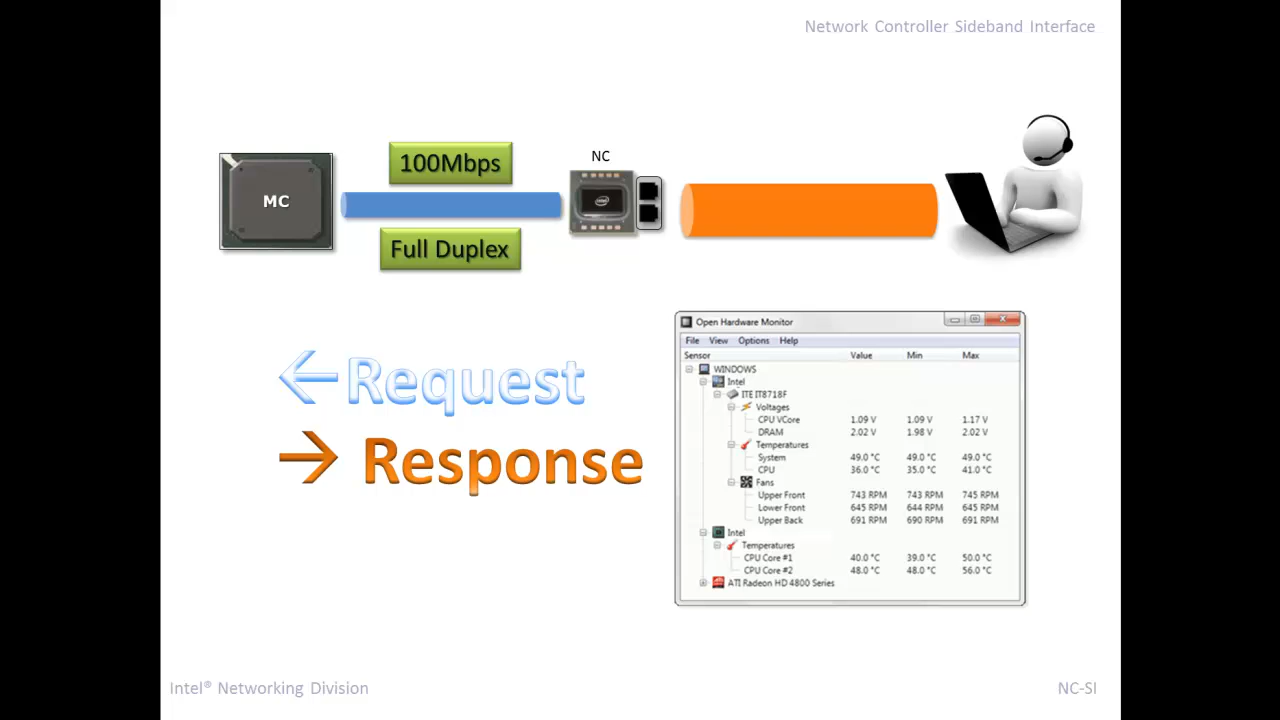 Network Controller Sideband Interface
NC
100Mbps
MC
Full Duplex
←Request
→ Response
Open Hardware Monitor
File View Options Help
Sensor Value Min Max
WINDOWS
Intel
ITE IT8718F
Voltages
CPU VCore 1.09 V 1.09 V 1.17 V
DRAM 2.02 V 1.98 V 2.02 V
Temperatures
System 49.0 °C 49.0 °C 49.0 °C
CPU 36.0 °C 35.0 °C 41.0 °C
Fans
Upper Front 743 RPM 743 RPM 745 RPM
Lower Front 645 RPM 644 RPM 645 RPM
Upper Back 691 RPM 690 RPM 691 RPM
Intel
Temperatures
CPU Core #1 40.0 °C 39.0 °C 50.0 °C
CPU Core #2 48.0 °C 48.0 °C 56.0 °C
ATI Radeon HD 4800 Series
Intel® Networking Division
NC-SI